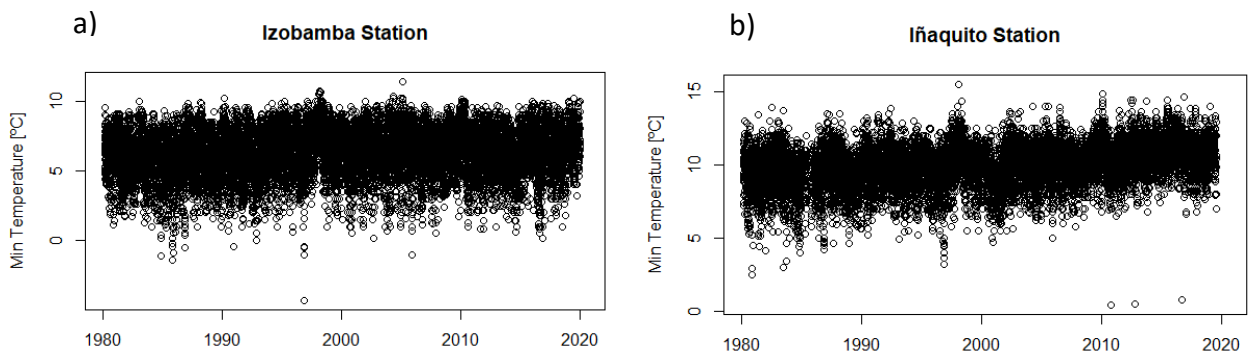 a)
Izobamba Station
Min Temperature [ºC]
10
5
0
1980 1990 2000 2010 2020
b)
Iñaquito Station
Min Temperature [ºC]
15
10
5
0
1980 1990 2000 2010 2020